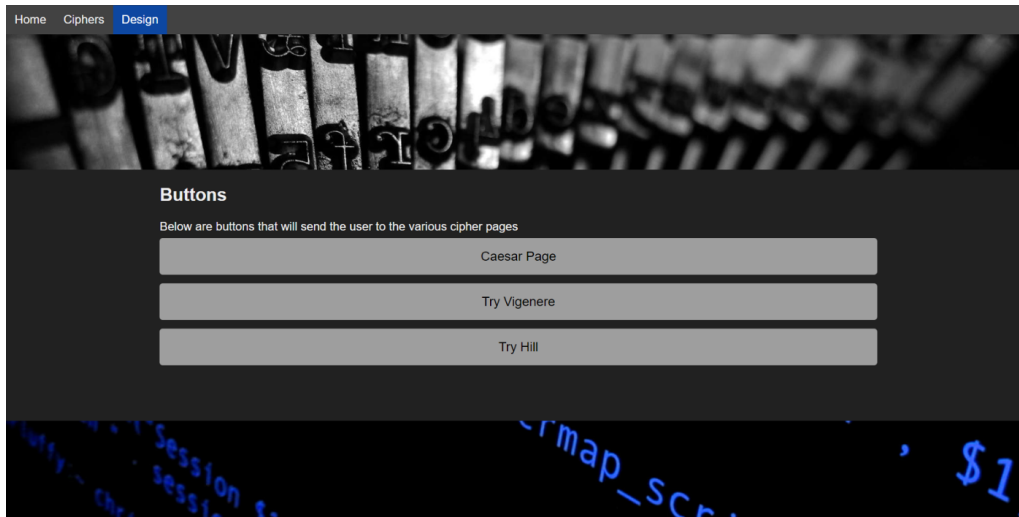 Home Ciphers Design
Buttons
Below are buttons that will send the user to the various cipher pages
Caesar Page
Try Vigenere
Try Hill
Session
session $
, $1